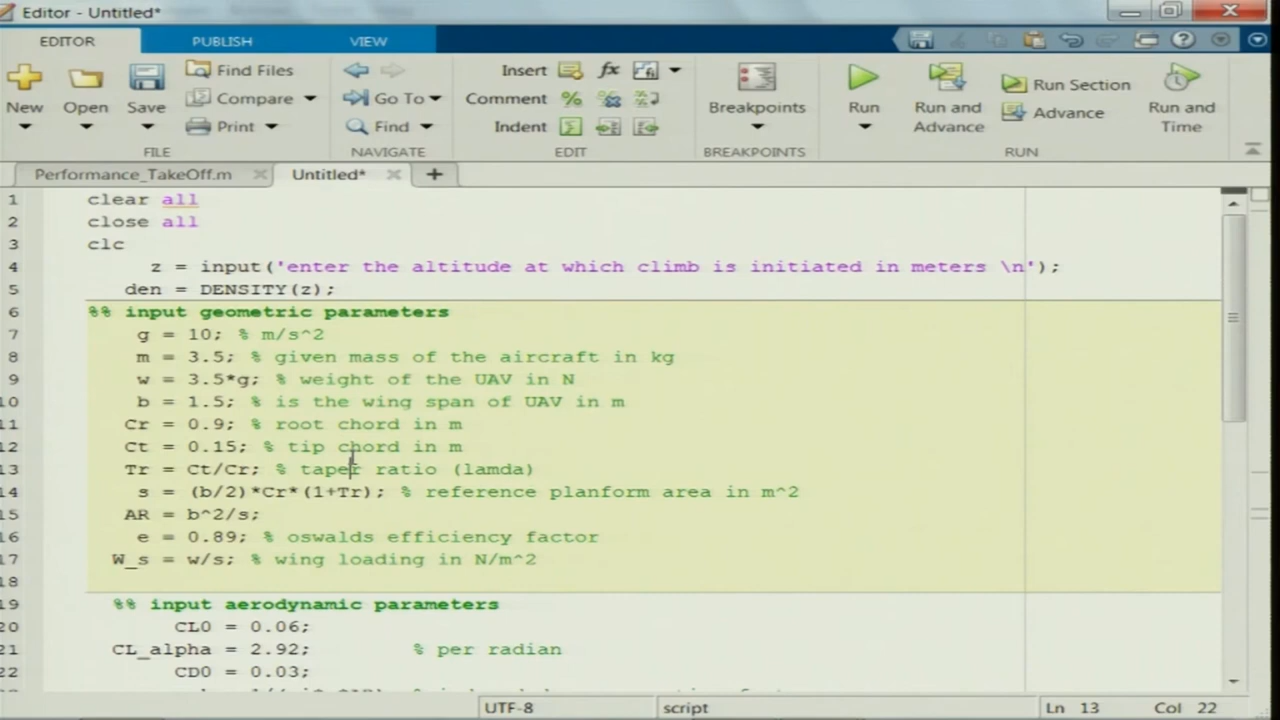 Editor - Untitled*
EDITOR PUBLISH VIEW
New Open Save Find Files Compare Print
Go To Find
Insert fx
Comment
Indent
Breakpoints
Run Run and Advance Run Section Advance Run and Time
FILE NAVIGATE EDIT BREAKPOINTS RUN
Performance_TakeOff.m Untitled*
1 clear all
2 close all
3 clc
4 z = input('enter the altitude at which climb is initiated in meters \n');
5 den = DENSITY(z);
6 %% input geometric parameters
7 g = 10; % m/s^2
8 m = 3.5; % given mass of the aircraft in kg
9 w = 3.5*g; % weight of the UAV in N
10 b = 1.5; % is the wing span of UAV in m
11 Cr = 0.9; % root chord in m
12 Ct = 0.15; % tip chord in m
13 Tr = Ct/Cr; % taper ratio (lamda)
14 s = (b/2)*Cr*(1+Tr); % reference planform area in m^2
15 AR = b^2/s;
16 e = 0.89; % oswalds efficiency factor
17 W_s = w/s; % wing loading in N/m^2
18
19 %% input aerodynamic parameters
20 CL0 = 0.06;
21 CL_alpha = 2.92; % per radian
22 CD0 = 0.03;
UTF-8 script Ln 13 Col 22